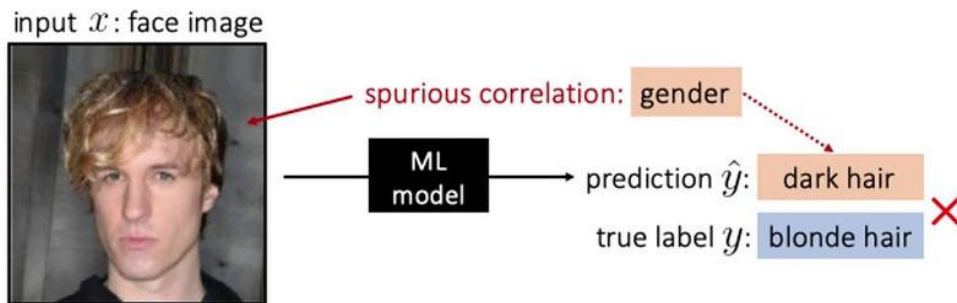 input x: face image
spurious correlation: gender
ML
model
prediction ŷ: dark hair
true label y: blonde hair